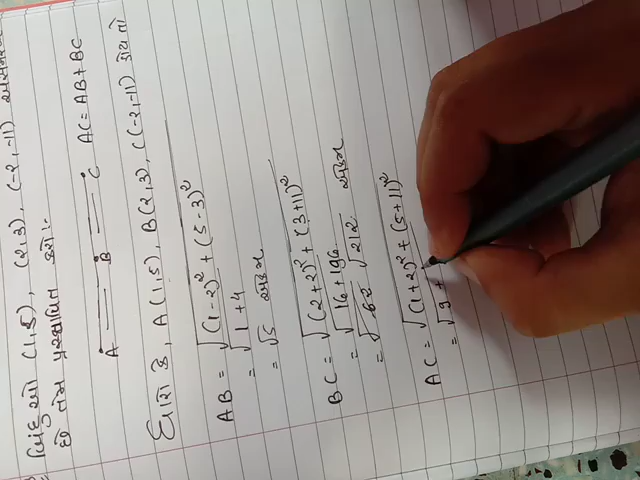 બિંદુઓ (1,5), (2,3), (-2,-11) અસમરેખ
છે તેમ પ્રસ્થાપિત કરો :-
A B C AC = AB + BC
ધારો કે, A(1,5), B(2,3), C(-2,-11) હોય તો
AB = √(1-2)² + (5-3)²
= √1+4
= √5 એકમ
BC = √(2+2)² + (3+11)²
= √16+196
= √212 એકમ
AC = √(1+2)² + (5+11)²
= √9 +